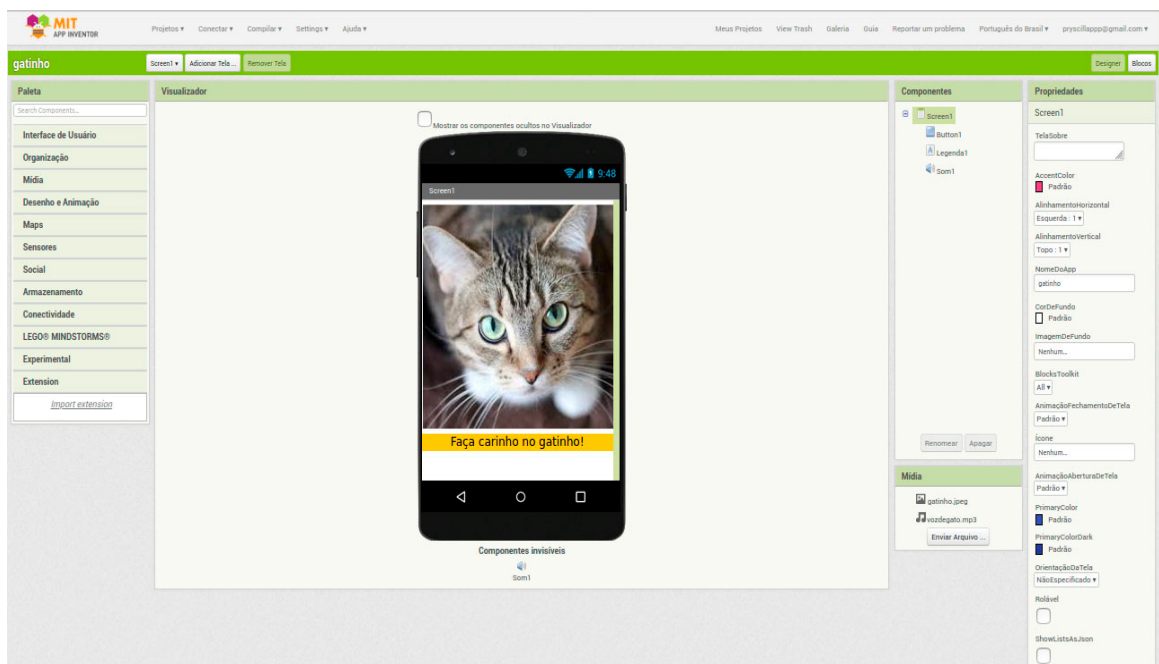 MIT
APP INVENTOR
Projetos Conectar Compilar Settings Ajuda
Meus Projetos View Trash Galeria Guia Reportar um problema Português do Brasil pryscillappp@gmail.com
gatinho
Screen1 Adicionar Tela ... Remover Tela
Designer Blocos
Paleta
Search Components...
Interface de Usuário
Organização
Mídia
Desenho e Animação
Maps
Sensores
Social
Armazenamento
Conectividade
LEGO® MINDSTORMS®
Experimental
Extension
Import extension
Visualizador
Mostrar os componentes ocultos no Visualizador
9:48
Screen1
Faça carinho no gatinho!
Componentes invisíveis
Som1
Componentes
Screen1
Button1
Legenda1
Som1
Renomear Apagar
Mídia
gatinho.jpeg
vozdegato.mp3
Enviar Arquivo ...
Propriedades
Screen1
TelaSobre
AccentColor
Padrão
AlinhamentoHorizontal
Esquerda : 1
AlinhamentoVertical
Topo : 1
NomeDoApp
gatinho
CorDeFundo
Padrão
ImagemDeFundo
Nenhum...
BlocksToolkit
All
AnimaçãoFechamentoDeTela
Padrão
Ícone
Nenhum...
AnimaçãoAberturaDeTela
Padrão
PrimaryColor
Padrão
PrimaryColorDark
Padrão
OrientaçãoDaTela
NãoEspecificado
Rolável
ShowListsAsJson